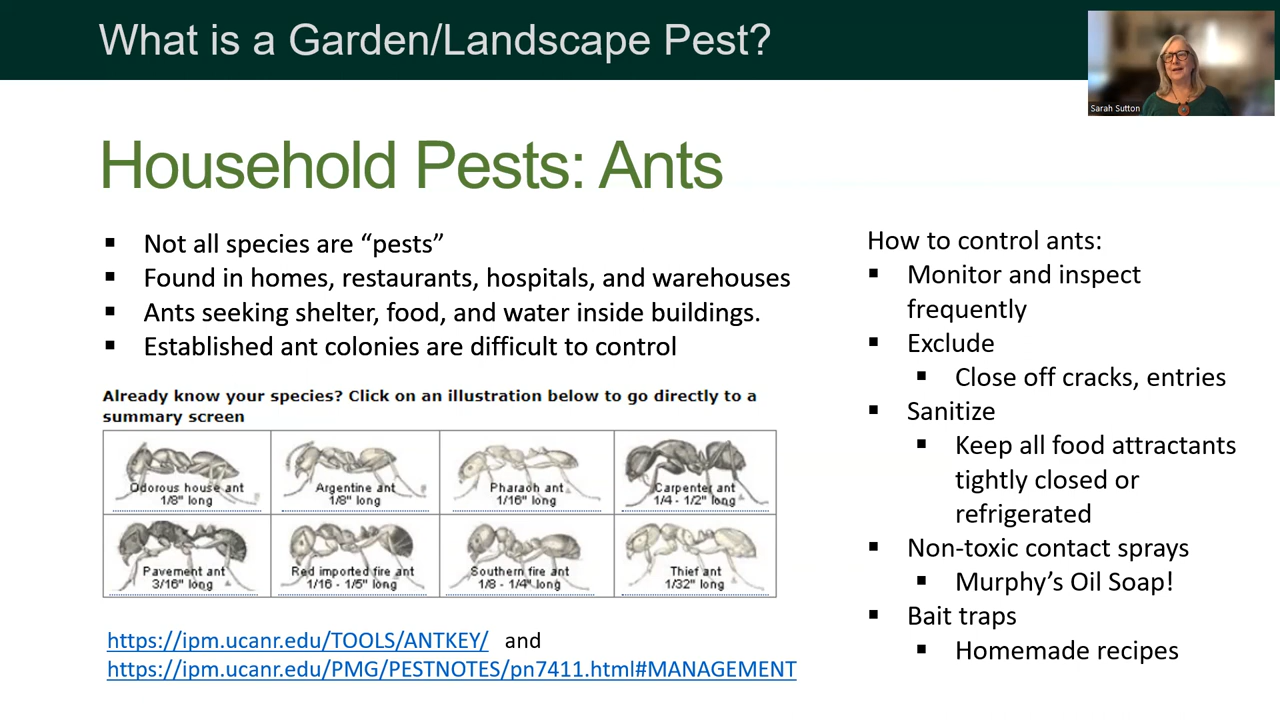 What is a Garden/Landscape Pest?
Sarah Sutton
Household Pests: Ants
▪ Not all species are “pests”
▪ Found in homes, restaurants, hospitals, and warehouses
▪ Ants seeking shelter, food, and water inside buildings.
▪ Established ant colonies are difficult to control
Already know your species? Click on an illustration below to go directly to a
summary screen
Odorous house ant
1/8" long
Argentine ant
1/8" long
Pharaoh ant
1/16" long
Carpenter ant
1/4 - 1/2" long
Pavement ant
3/16" long
Red imported fire ant
1/16 - 1/5" long
Southern fire ant
1/8 - 1/4" long
Thief ant
1/32" long
https://ipm.ucanr.edu/TOOLS/ANTKEY/ and
https://ipm.ucanr.edu/PMG/PESTNOTES/pn7411.html#MANAGEMENT
How to control ants:
▪ Monitor and inspect
frequently
▪ Exclude
▪ Close off cracks, entries
▪ Sanitize
▪ Keep all food attractants
tightly closed or
refrigerated
▪ Non-toxic contact sprays
▪ Murphy’s Oil Soap!
▪ Bait traps
▪ Homemade recipes